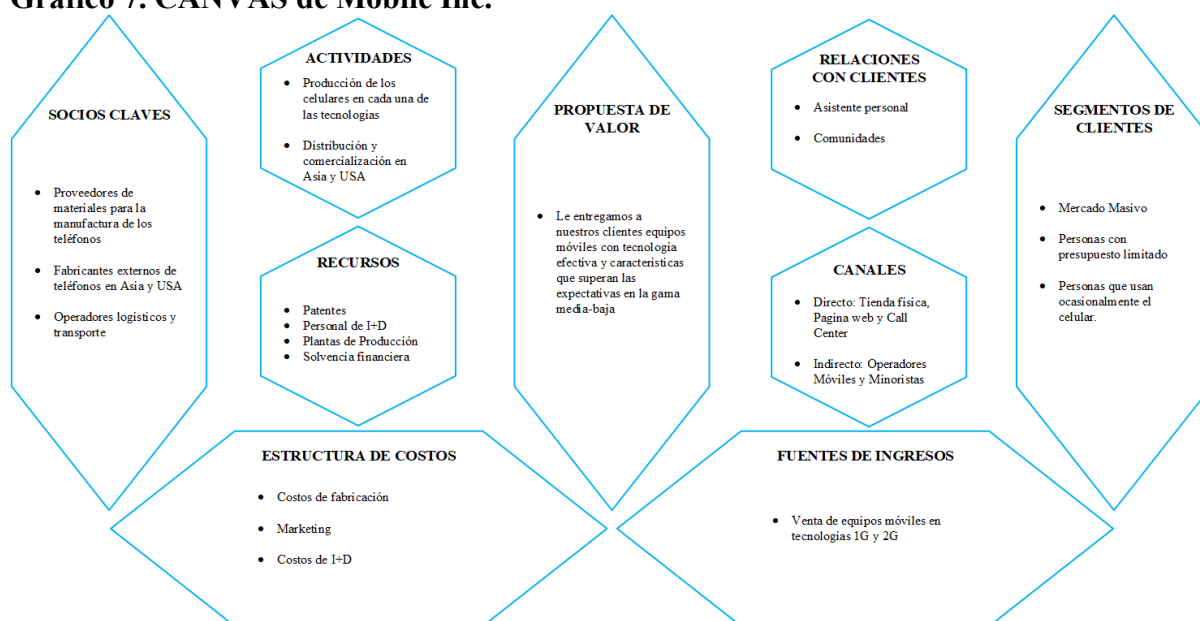 Gráfico 7. CANVAS de Mobile Inc.
SOCIOS CLAVES
• Proveedores de
materiales para la
manufactura de los
teléfonos
• Fabricantes externos de
teléfonos en Asia y USA
• Operadores logísticos y
transporte
ACTIVIDADES
• Producción de los
celulares en cada una de
las tecnologías
• Distribución y
comercialización en
Asia y USA
RECURSOS
• Patentes
• Personal de I+D
• Plantas de Producción
• Solvencia financiera
PROPUESTA DE
VALOR
• Le entregamos a
nuestros clientes equipos
móviles con tecnología
efectiva y características
que superan las
expectativas en la gama
media-baja
RELACIONES
CON CLIENTES
• Asistente personal
• Comunidades
CANALES
• Directo: Tienda física,
Pagina web y Call
Center
• Indirecto: Operadores
Móviles y Minoristas
SEGMENTOS DE
CLIENTES
• Mercado Masivo
• Personas con
presupuesto limitado
• Personas que usan
ocasionalmente el
celular.
ESTRUCTURA DE COSTOS
• Costos de fabricación
• Marketing
• Costos de I+D
FUENTES DE INGRESOS
• Venta de equipos móviles en
tecnologías 1G y 2G